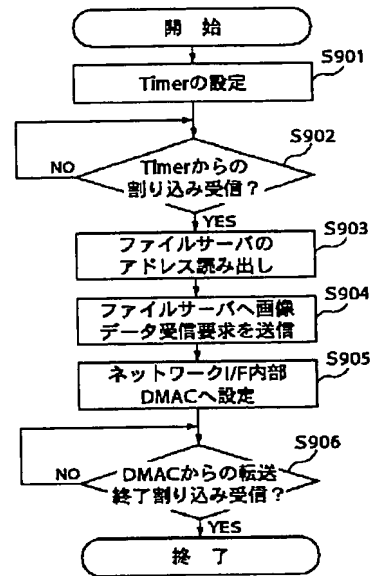 開 始
S901
Timerの設定
S902
Timerからの
割り込み受信？
NO
YES
S903
ファイルサーバの
アドレス読み出し
S904
ファイルサーバへ画像
データ受信要求を送信
S905
ネットワークI/F内部
DMACへ設定
S906
DMACからの転送
終了割り込み受信？
NO
YES
終 了